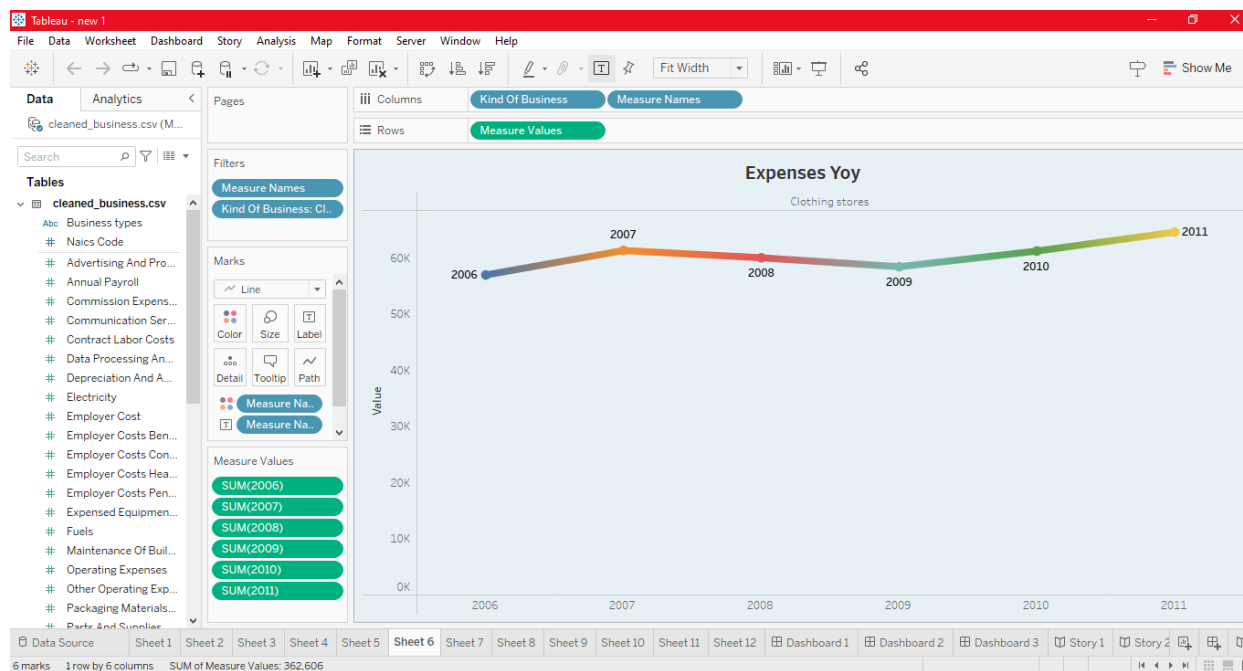 Tableau - new 1
File Data Worksheet Dashboard Story Analysis Map Format Server Window Help
Fit Width
Show Me
Data Analytics
cleaned_business.csv (M...
Search
Tables
cleaned_business.csv
Abc Business types
# Naics Code
# Advertising And Pro...
# Annual Payroll
# Commission Expens...
# Communication Ser...
# Contract Labor Costs
# Data Processing An...
# Depreciation And A...
# Electricity
# Employer Cost
# Employer Costs Ben...
# Employer Costs Con...
# Employer Costs Hea...
# Employer Costs Pen...
# Expensed Equipmen...
# Fuels
# Maintenance Of Buil...
# Operating Expenses
# Other Operating Exp...
# Packaging Materials...
# Parts And Supplies
Pages
Filters
Measure Names
Kind Of Business: Cl..
Marks
Line
Color Size Label
Detail Tooltip Path
Measure Na..
Measure Na..
Measure Values
SUM(2006)
SUM(2007)
SUM(2008)
SUM(2009)
SUM(2010)
SUM(2011)
Columns Kind Of Business Measure Names
Rows Measure Values
Expenses Yoy
Clothing stores
Value
60K
50K
40K
30K
20K
10K
0K
2006
2007
2008
2009
2010
2011
2006 2007 2008 2009 2010 2011
Data Source Sheet 1 Sheet 2 Sheet 3 Sheet 4 Sheet 5 Sheet 6 Sheet 7 Sheet 8 Sheet 9 Sheet 10 Sheet 11 Sheet 12 Dashboard 1 Dashboard 2 Dashboard 3 Story 1 Story 2
6 marks 1 row by 6 columns SUM of Measure Values: 362,606